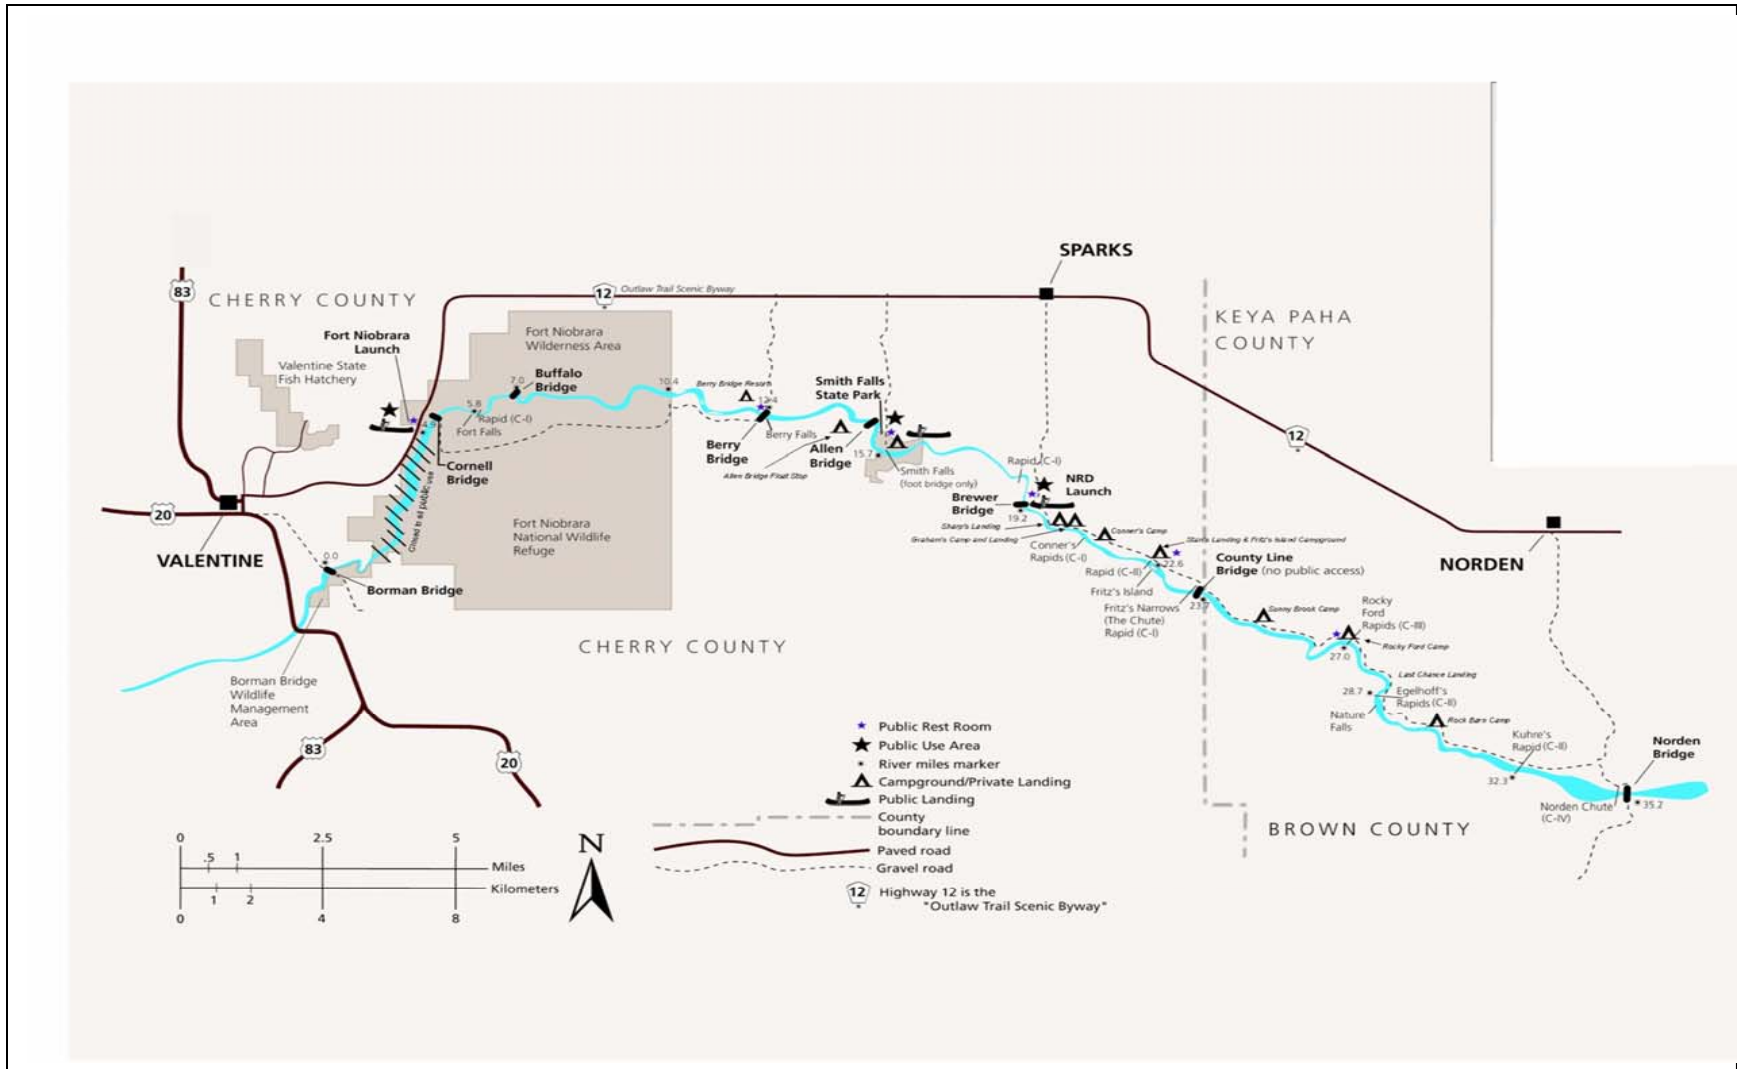 SPARKS
83
CHERRY COUNTY
12
Outlaw Trail Scenic Byway
KEYA PAHA
COUNTY
Fort Niobrara
Launch
Fort Niobrara
Wilderness Area
Valentine State
Fish Hatchery
7.0
Buffalo
Bridge
10.4
Berry Bridge Resort
Smith Falls
State Park
12.4
5.8
Rapid (C-I)
Fort Falls
Berry Falls
Berry
Bridge
Allen
Bridge
15.7
Allen Bridge Float Stop
Smith Falls
(foot bridge only)
12
Rapid (C-I)
NRD
Launch
Cornell
Bridge
Closed to all public use
Brewer
Bridge
19.2
Sharp's Landing
Graham's Camp and Landing
Conner's Camp
Conner's
Rapids (C-I)
20
VALENTINE
Fort Niobrara
National Wildlife
Refuge
0.0
Borman Bridge
22.6
Rapid (C-II)
Fritz's Island
County Line
Bridge (no public access)
NORDEN
Fritz's Narrows
(The Chute)
Rapid (C-I)
Sunny Brook Camp
Rocky
Ford
Rapids (C-III)
Rocky Ford Camp
27.0
CHERRY COUNTY
Last Chance Landing
28.7
Egelhoff's
Rapids (C-II)
Nature
Falls
Rock Barn Camp
Kuhre's
Rapid (C-II)
32.3
Norden
Bridge
Norden Chute
(C-IV)
35.2
Borman Bridge
Wildlife
Management
Area
83
20
BROWN COUNTY
Public Rest Room
Public Use Area
River miles marker
Campground/Private Landing
Public Landing
County
boundary line
Paved road
Gravel road
12 Highway 12 is the
"Outlaw Trail Scenic Byway"
0 2.5 5
.5 1
Miles
Kilometers
1 2
0 4 8
N